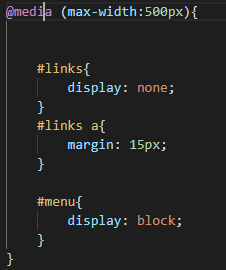 @media (max-width:500px){
#links{
display: none;
}
#links a{
margin: 15px;
}
#menu{
display: block;
}
}